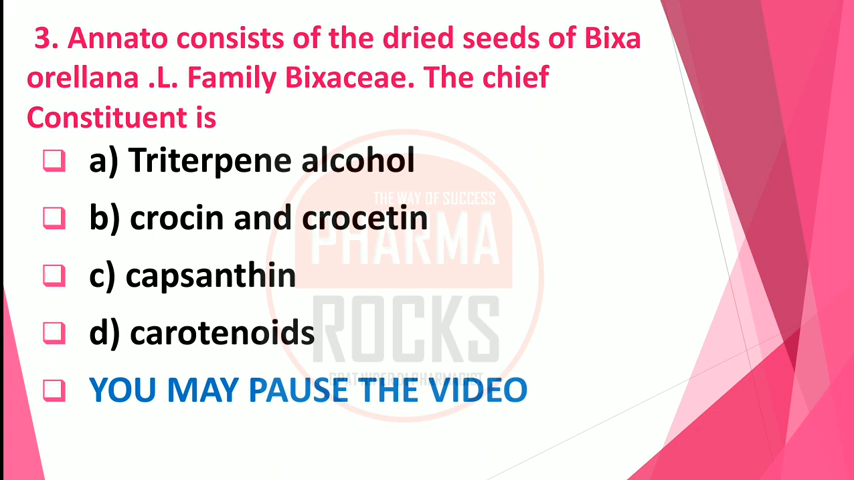 3. Annato consists of the dried seeds of Bixa
orellana .L. Family Bixaceae. The chief
Constituent is
a) Triterpene alcohol
THE WAY OF SUCCESS
b) crocin and crocetin
PHARMA
c) capsanthin
ROCKS
d) carotenoids
YOU MAY PAUSE THE VIDEO